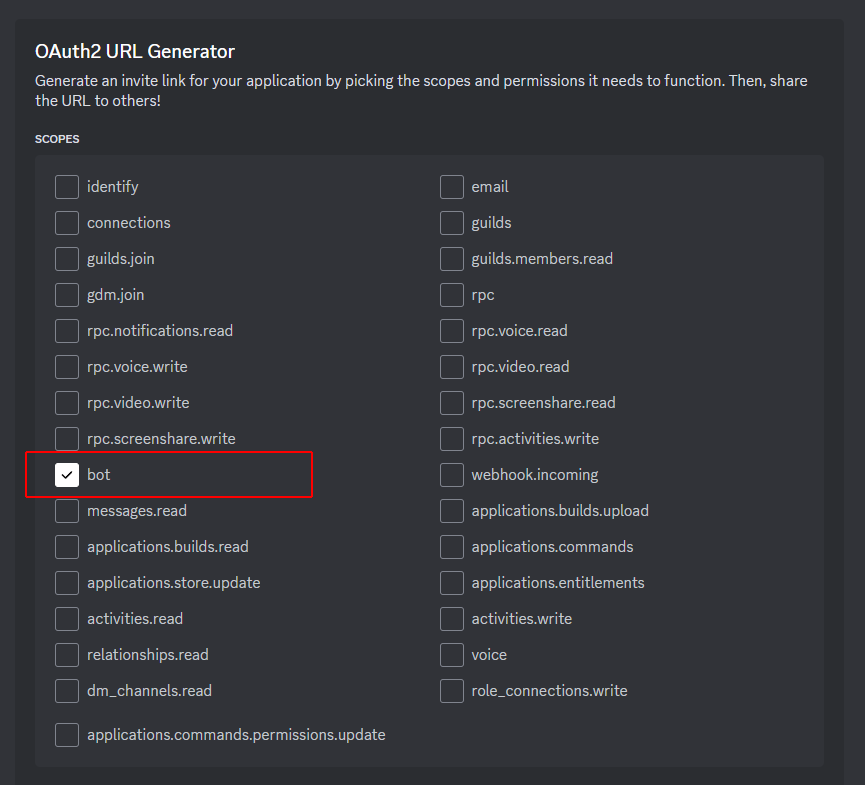 OAuth2 URL Generator
Generate an invite link for your application by picking the scopes and permissions it needs to function. Then, share
the URL to others!
SCOPES
identify
email
connections
guilds
guilds.join
guilds.members.read
gdm.join
rpc
rpc.notifications.read
rpc.voice.read
rpc.voice.write
rpc.video.read
rpc.video.write
rpc.screenshare.read
rpc.screenshare.write
rpc.activities.write
bot
webhook.incoming
messages.read
applications.builds.upload
applications.builds.read
applications.commands
applications.store.update
applications.entitlements
activities.read
activities.write
relationships.read
voice
dm_channels.read
role_connections.write
applications.commands.permissions.update